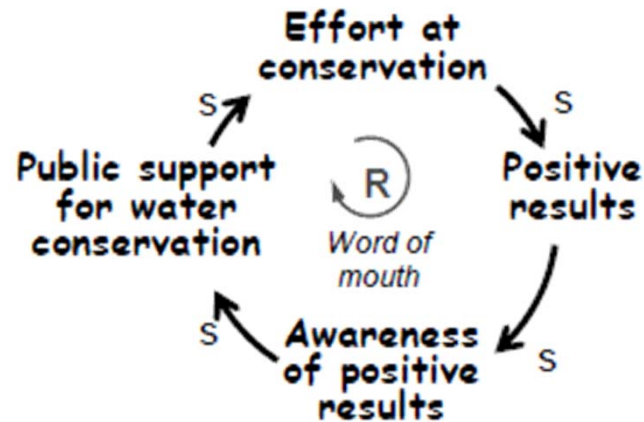 Effort at
conservation
S
Positive
results
S
Awareness
of positive
results
S
Public support
for water
conservation
S
R
Word of
mouth